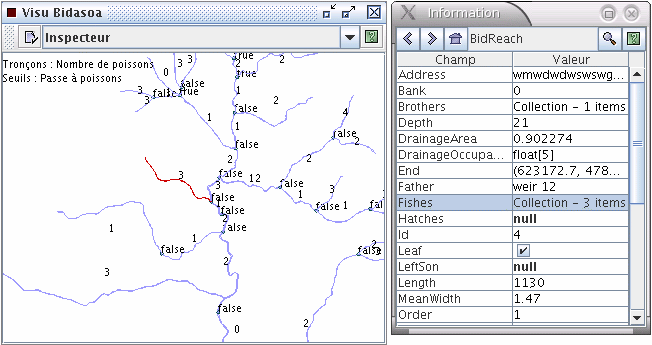 Visu Bidasoa
Inspecteur
Tronçons : Nombre de poissons
Seuils : Passe à poissons
3
3
2
false
true
0
true
3
false
true
3
2
1
1
false
4
false
false
2
2
3
false
12
3
false
2
false
false
1
false
1
false
4
false
1
false
2
false
2
3
2
false
2
0
Information
BidReach
Champ Valeur
Address wmwdwdwswswg...
Bank 0
Brothers Collection - 1 items
Depth 21
DrainageArea 0.902274
DrainageOccupa... float[5]
End (623172.7, 478...
Father weir 12
Fishes Collection - 3 items
Hatches null
Id 4
Leaf
LeftSon null
Length 1130
MeanWidth 1.47
Order 1